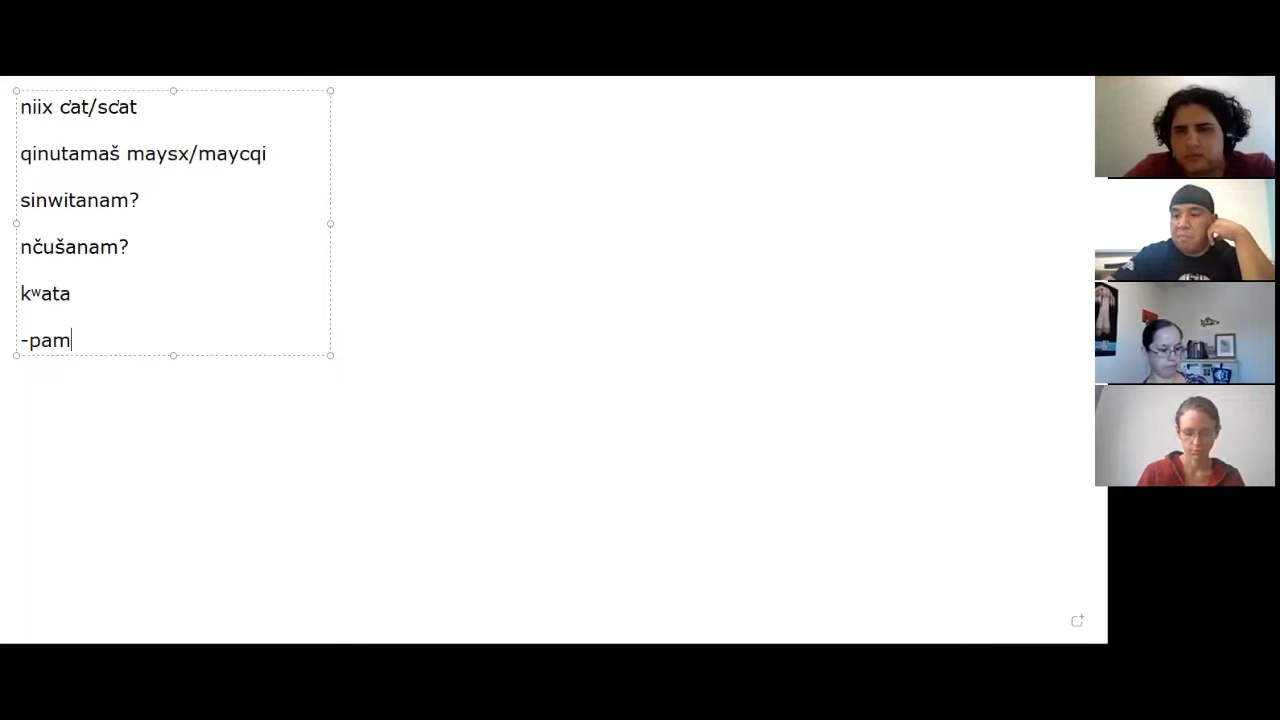 niix c̓at/sc̓at
qinutamaš maysx/maycqi
sinwitanam?
nčušanam?
kʷata
-pam